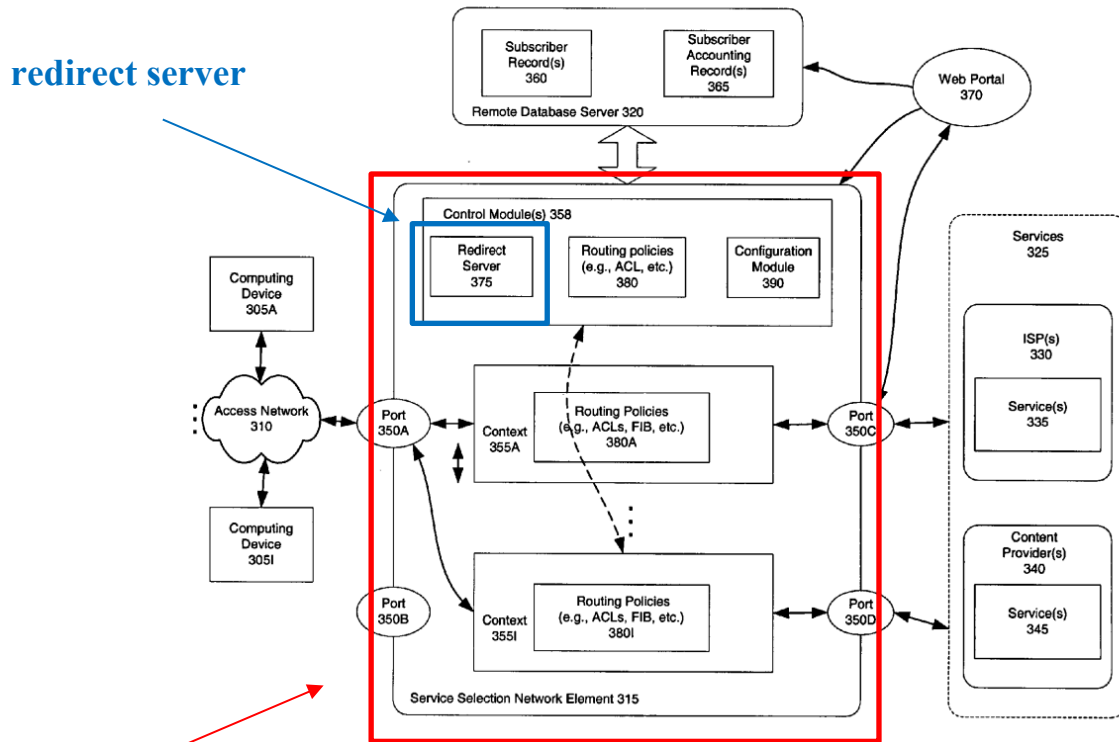 redirect server
Subscriber
Record(s)
360
Subscriber
Accounting
Record(s)
365
Remote Database Server 320
Web Portal
370
Control Module(s) 358
Redirect
Server
375
Routing policies
(e.g., ACL, etc.)
380
Configuration
Module
390
Services
325
Computing
Device
305A
ISP(s)
330
Service(s)
335
Access Network
310
Port
350A
Context
355A
Routing Policies
(e.g., ACLs, FIB, etc.)
380A
Port
350C
Computing
Device
305I
Port
350B
Context
355I
Routing Policies
(e.g., ACLs, FIB, etc.)
380I
Port
350D
Content
Provider(s)
340
Service(s)
345
Service Selection Network Element 315